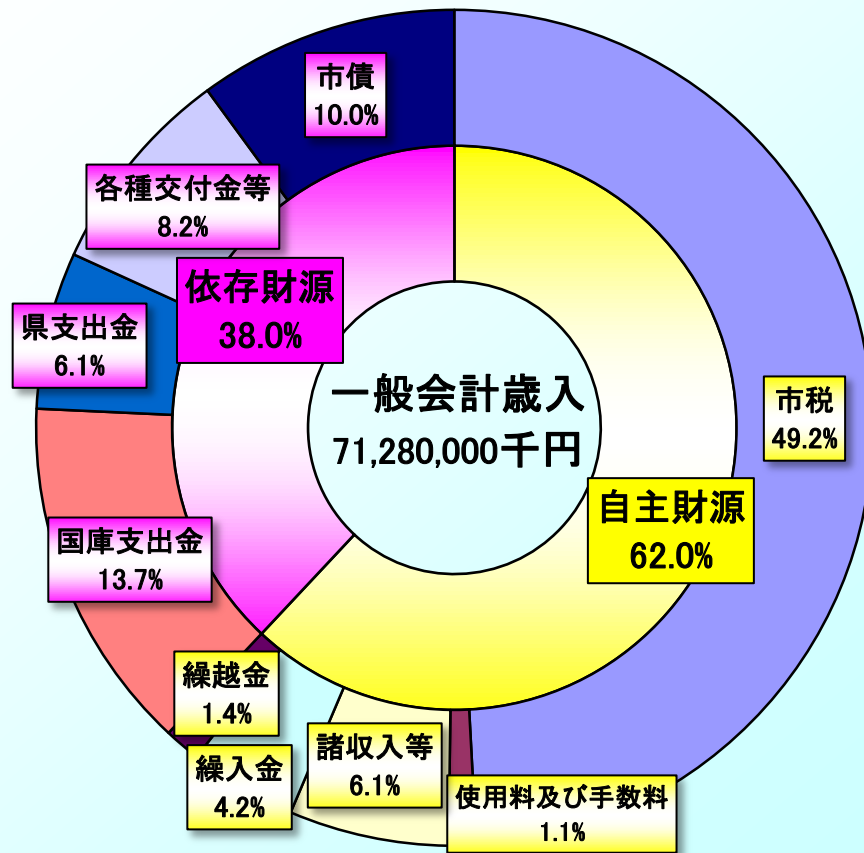 市債
10.0%
各種交付金等
8.2%
依存財源
38.0%
県支出金
6.1%
一般会計歳入
71,280,000千円
市税
49.2%
自主財源
62.0%
国庫支出金
13.7%
繰越金
1.4%
諸収入等
6.1%
繰入金
4.2%
使用料及び手数料
1.1%